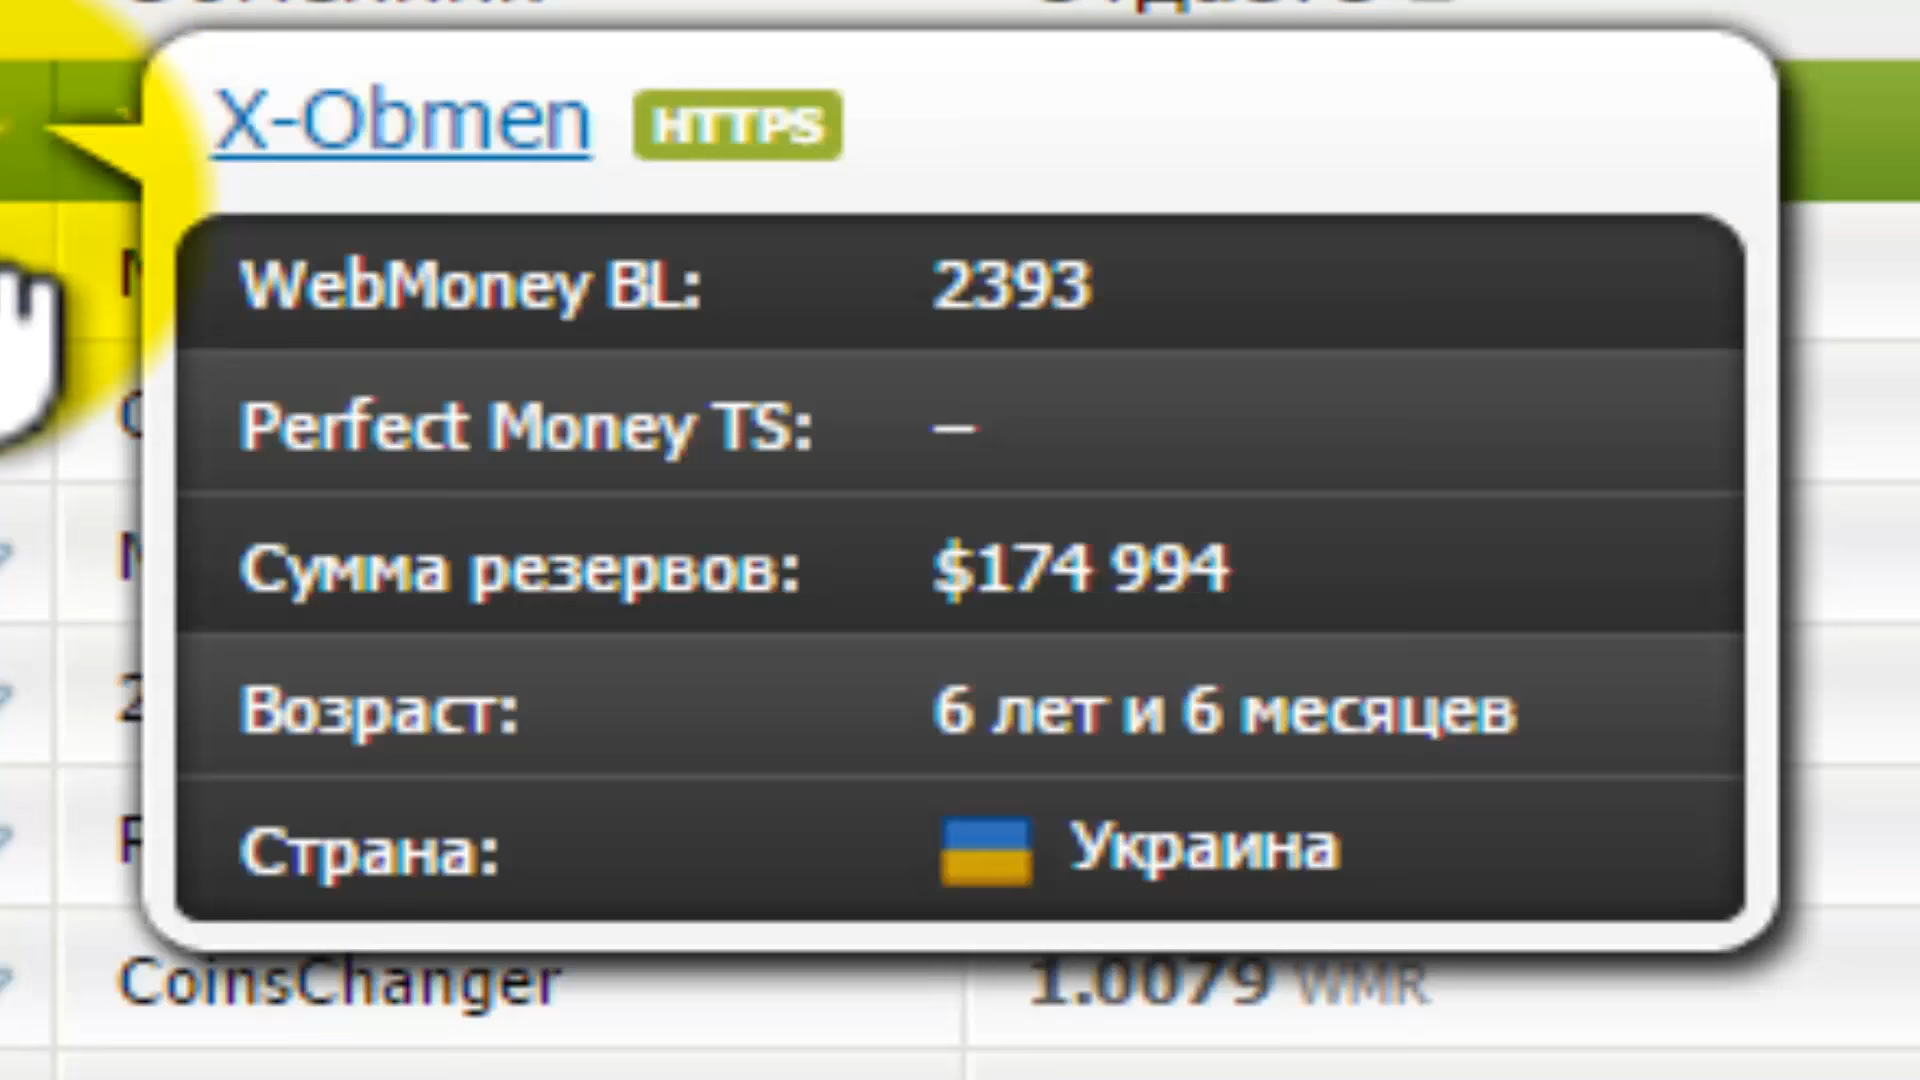 X-Obmen HTTPS
WebMoney BL: 2393
Perfect Money TS: –
Сумма резервов: $174 994
Возраст: 6 лет и 6 месяцев
Страна: Украина
CoinsChanger 1.0079 WMR